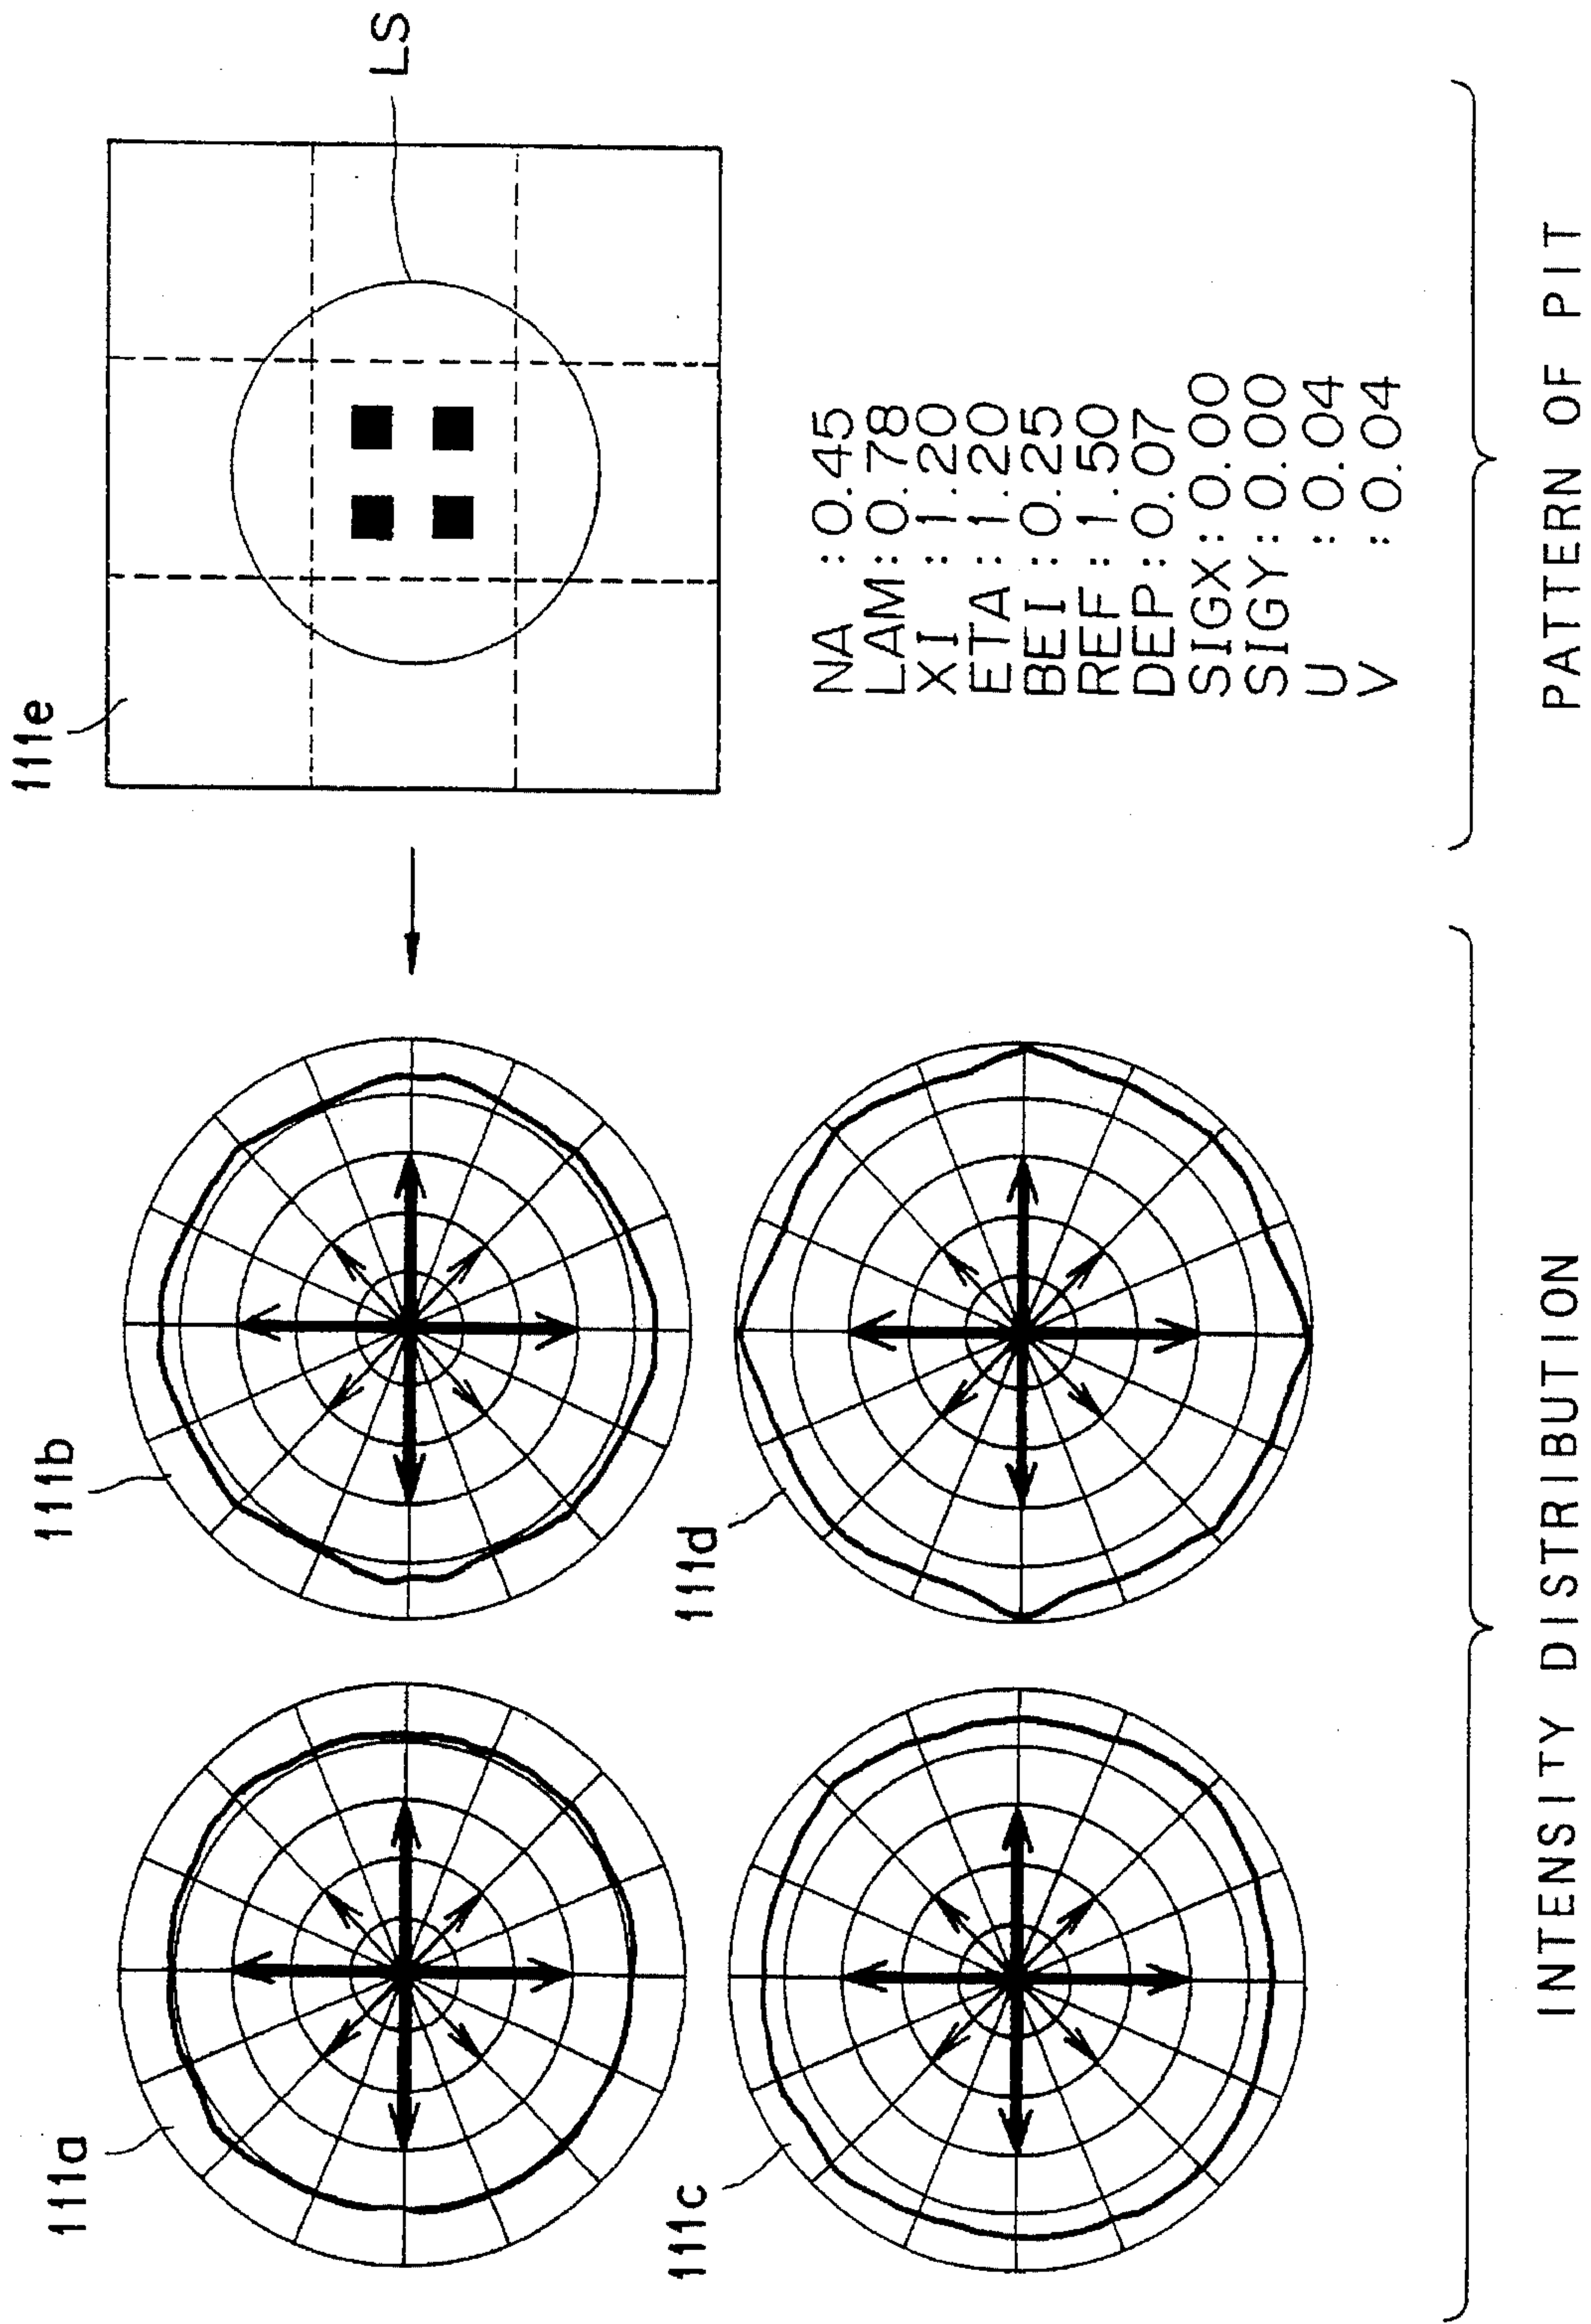 111a
111b
111c
111d
111e
LS
NA : 0.45
LAM : 0.78
XI : 1.20
ETA : 1.20
BEI : 0.25
REF : 1.50
DEP : 0.07
SIGX : 0.00
SIGY : 0.00
U : 0.04
V : 0.04
INTENSITY DISTRIBUTION
PATTERN OF PIT